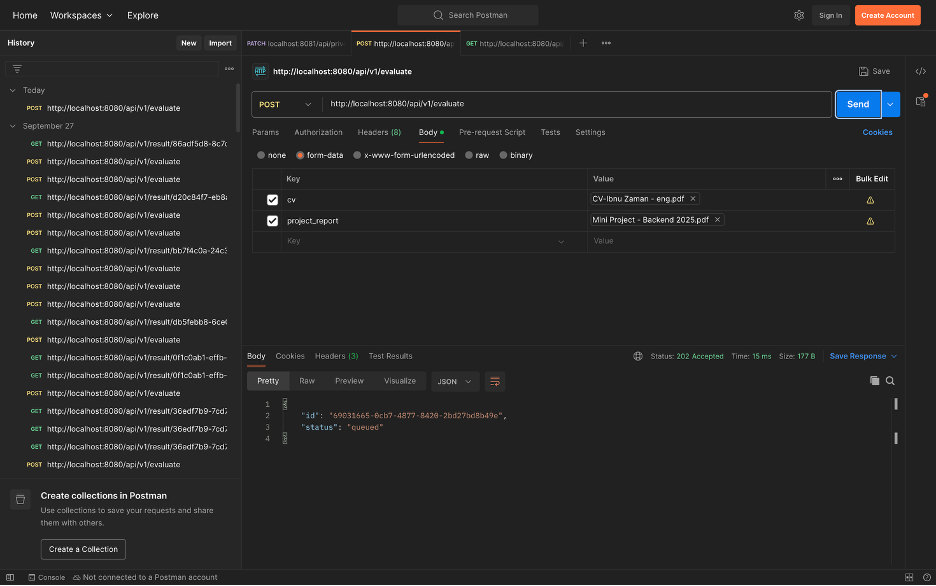 Home Workspaces Explore Search Postman Sign In Create Account
History New Import
PATCH localhost:8081/api/priv POST http://localhost:8080/ap GET http://localhost:8080/ap
http://localhost:8080/api/v1/evaluate Save
POST http://localhost:8080/api/v1/evaluate Send
Params Authorization Headers (8) Body Pre-request Script Tests Settings Cookies
none form-data x-www-form-urlencoded raw binary
Key Value Bulk Edit
cv CV-Ibnu Zaman - eng.pdf
project_report Mini Project - Backend 2025.pdf
Key Value
Today
POST http://localhost:8080/api/v1/evaluate
September 27
GET http://localhost:8080/api/v1/result/86adf5d8-8c7c
POST http://localhost:8080/api/v1/evaluate
POST http://localhost:8080/api/v1/evaluate
GET http://localhost:8080/api/v1/result/d20c84f7-eb8a
POST http://localhost:8080/api/v1/evaluate
POST http://localhost:8080/api/v1/evaluate
GET http://localhost:8080/api/v1/result/bb7f4c0a-24c3
POST http://localhost:8080/api/v1/evaluate
POST http://localhost:8080/api/v1/evaluate
POST http://localhost:8080/api/v1/evaluate
GET http://localhost:8080/api/v1/result/db5febb8-6ce0
POST http://localhost:8080/api/v1/evaluate
GET http://localhost:8080/api/v1/result/0f1c0ab1-effb-
GET http://localhost:8080/api/v1/result/0f1c0ab1-effb-
POST http://localhost:8080/api/v1/evaluate
GET http://localhost:8080/api/v1/result/36edf7b9-7cd7
GET http://localhost:8080/api/v1/result/36edf7b9-7cd7
GET http://localhost:8080/api/v1/result/36edf7b9-7cd7
POST http://localhost:8080/api/v1/evaluate
Create collections in Postman
Use collections to save your requests and share
them with others.
Create a Collection
Body Cookies Headers (3) Test Results Status: 202 Accepted Time: 15 ms Size: 177 B Save Response
Pretty Raw Preview Visualize JSON
1 {
2 "id": "69031665-0cb7-4877-8420-2bd27bd8b49e",
3 "status": "queued"
4 }
Console Not connected to a Postman account